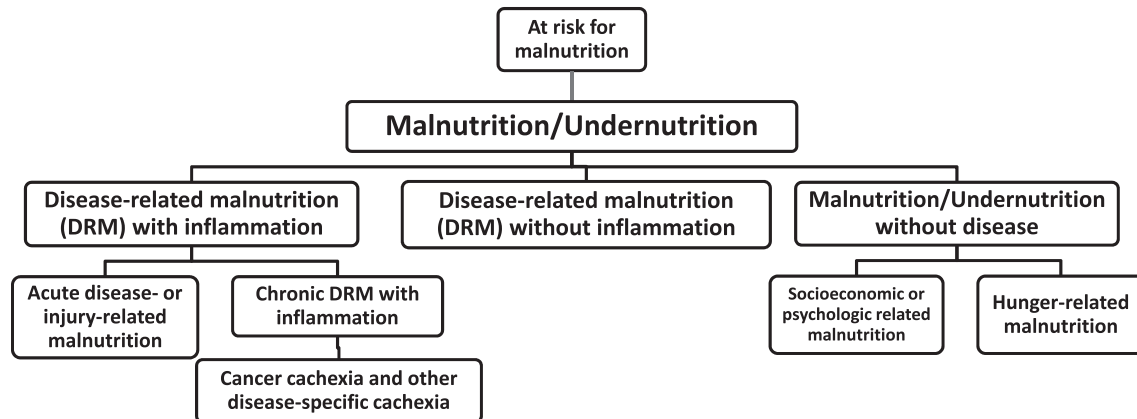 At risk for
malnutrition
Malnutrition/Undernutrition
Disease-related malnutrition
(DRM) with inflammation
Disease-related malnutrition
(DRM) without inflammation
Malnutrition/Undernutrition
without disease
Acute disease- or
injury-related
malnutrition
Chronic DRM with
inflammation
Socioeconomic or
psychologic related
malnutrition
Hunger-related
malnutrition
Cancer cachexia and other
disease-specific cachexia